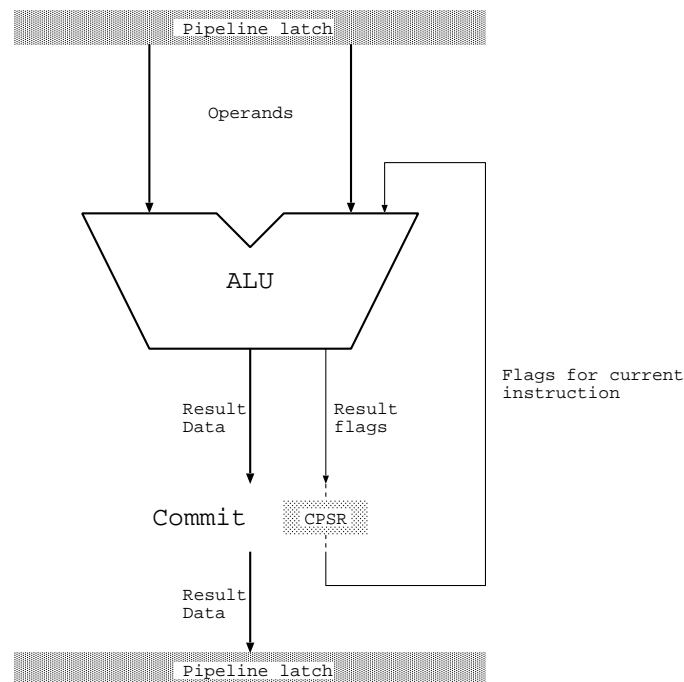 Pipeline latch
Operands
ALU
Flags for current
instruction
Result
Data
Result
flags
Commit
CPSR
Result
Data
Pipeline latch